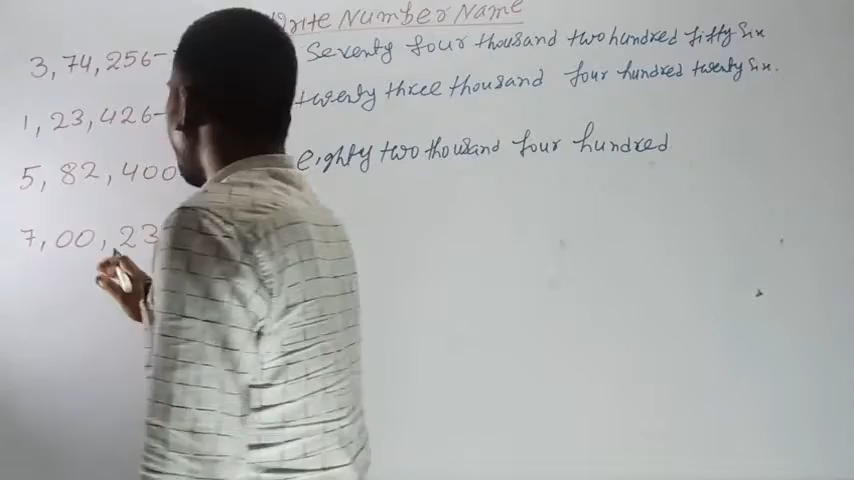 Write Number Name
3,74,256- Seventy four thousand two hundred fifty six
1,23,426- twenty three thousand four hundred twenty six.
5,82,400 eighty two thousand four hundred
7,00,23